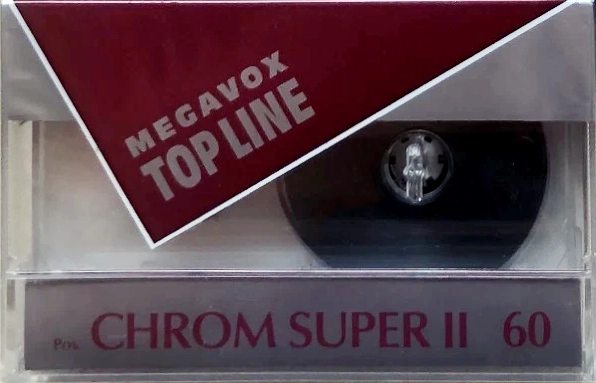 MEGAVOX
TOP LINE
Pos. CHROM SUPER II 60